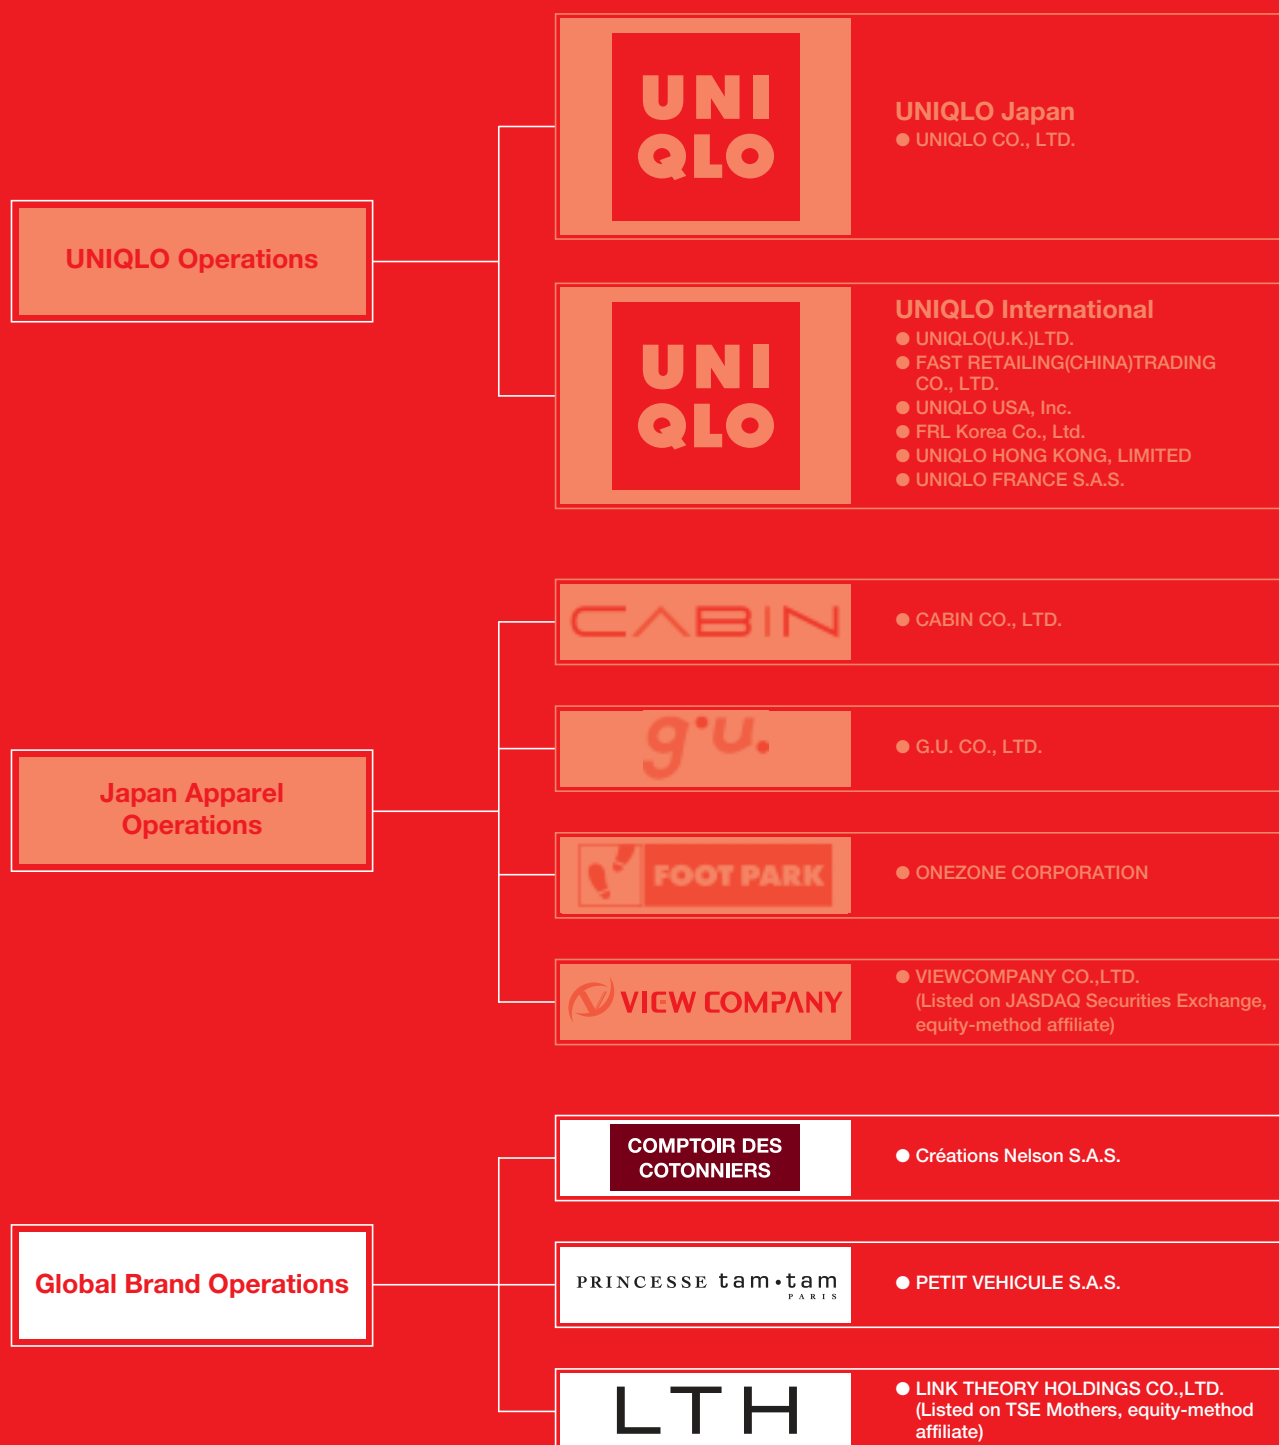 UNIQLO Operations
UNI
QLO
UNIQLO Japan
● UNIQLO CO., LTD.
UNI
QLO
UNIQLO International
● UNIQLO(U.K.)LTD.
● FAST RETAILING(CHINA)TRADING
CO., LTD.
● UNIQLO USA, Inc.
● FRL Korea Co., Ltd.
● UNIQLO HONG KONG, LIMITED
● UNIQLO FRANCE S.A.S.
Japan Apparel
Operations
CABIN
● CABIN CO., LTD.
g.u.
● G.U. CO., LTD.
FOOT PARK
● ONEZONE CORPORATION
VIEW COMPANY
● VIEWCOMPANY CO.,LTD.
(Listed on JASDAQ Securities Exchange,
equity-method affiliate)
Global Brand Operations
COMPTOIR DES
COTONNIERS
● Créations Nelson S.A.S.
PRINCESSE tam•tam
PARIS
● PETIT VEHICULE S.A.S.
LTH
● LINK THEORY HOLDINGS CO.,LTD.
(Listed on TSE Mothers, equity-method
affiliate)